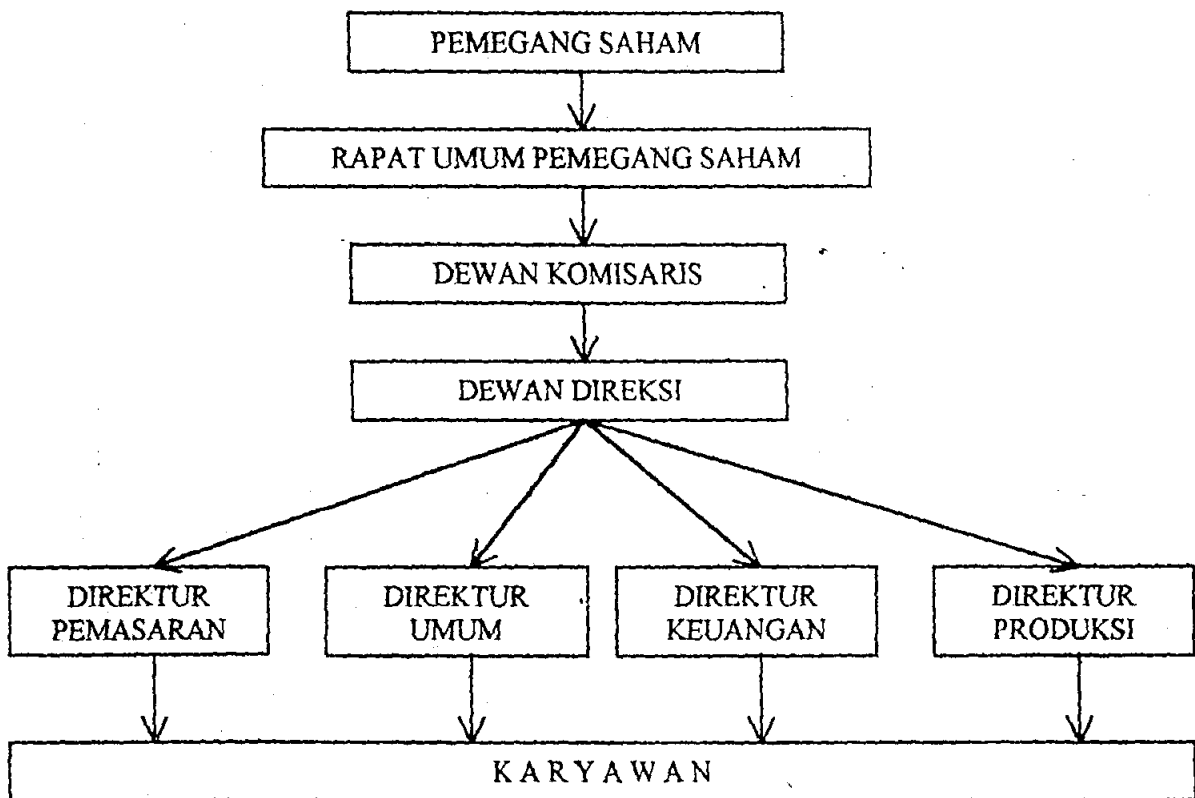 PEMEGANG SAHAM
RAPAT UMUM PEMEGANG SAHAM
DEWAN KOMISARIS
DEWAN DIREKSI
DIREKTUR
PEMASARAN
DIREKTUR
UMUM
DIREKTUR
KEUANGAN
DIREKTUR
PRODUKSI
K A R Y A W A N